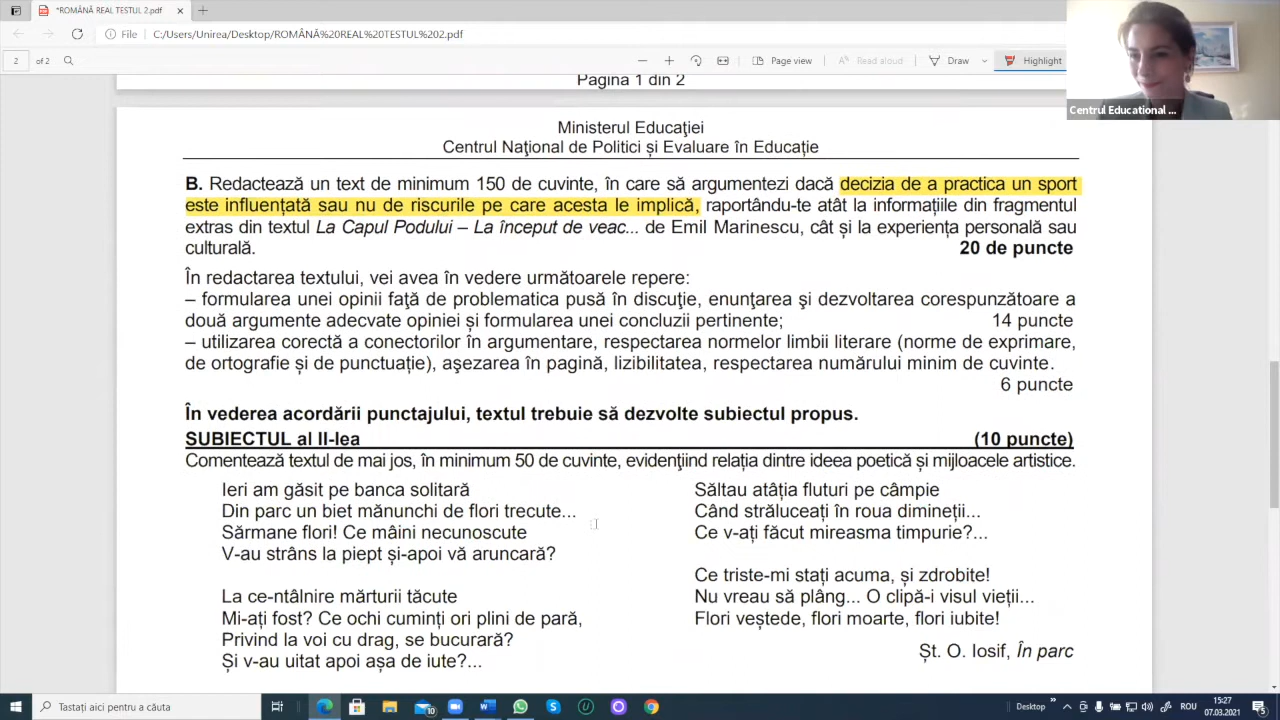 *ROMÂNĂ REAL TESTUL 2.pdf
File
C:/Users/Unirea/Desktop/ROMÂNĂ%20REAL%20TESTUL%202.pdf
2 of 2
Page view
Read aloud
Draw
Highlight
Centrul Educational ...
Pagina 1 din 2
Ministerul Educaţiei
Centrul Naţional de Politici și Evaluare în Educație
B. Redactează un text de minimum 150 de cuvinte, în care să argumentezi dacă decizia de a practica un sport
este influențată sau nu de riscurile pe care acesta le implică, raportându-te atât la informațiile din fragmentul
extras din textul La Capul Podului – La început de veac... de Emil Marinescu, cât și la experiența personală sau
culturală. 20 de puncte
În redactarea textului, vei avea în vedere următoarele repere:
– formularea unei opinii faţă de problematica pusă în discuţie, enunţarea şi dezvoltarea corespunzătoare a
două argumente adecvate opiniei și formularea unei concluzii pertinente; 14 puncte
– utilizarea corectă a conectorilor în argumentare, respectarea normelor limbii literare (norme de exprimare,
de ortografie și de punctuație), aşezarea în pagină, lizibilitatea, respectarea numărului minim de cuvinte.
6 puncte
În vederea acordării punctajului, textul trebuie să dezvolte subiectul propus.
SUBIECTUL al II-lea (10 puncte)
Comentează textul de mai jos, în minimum 50 de cuvinte, evidenţiind relația dintre ideea poetică și mijloacele artistice.
Ieri am găsit pe banca solitară
Din parc un biet mănunchi de flori trecute...
Sărmane flori! Ce mâini necunoscute
V-au strâns la piept și-apoi vă aruncară?
La ce-ntâlnire mărturii tăcute
Mi-ați fost? Ce ochi cuminți ori plini de pară,
Privind la voi cu drag, se bucurară?
Și v-au uitat apoi așa de iute?...
Săltau atâția fluturi pe câmpie
Când străluceați în roua dimineții...
Ce v-ați făcut mireasma timpurie?...
Ce triste-mi stați acuma, și zdrobite!
Nu vreau să plâng... O clipă-i visul vieții...
Flori veștede, flori moarte, flori iubite!
Șt. O. Iosif, În parc
Tastați aici pentru a căuta
10
Desktop
ROU
15:27
07.03.2021
5